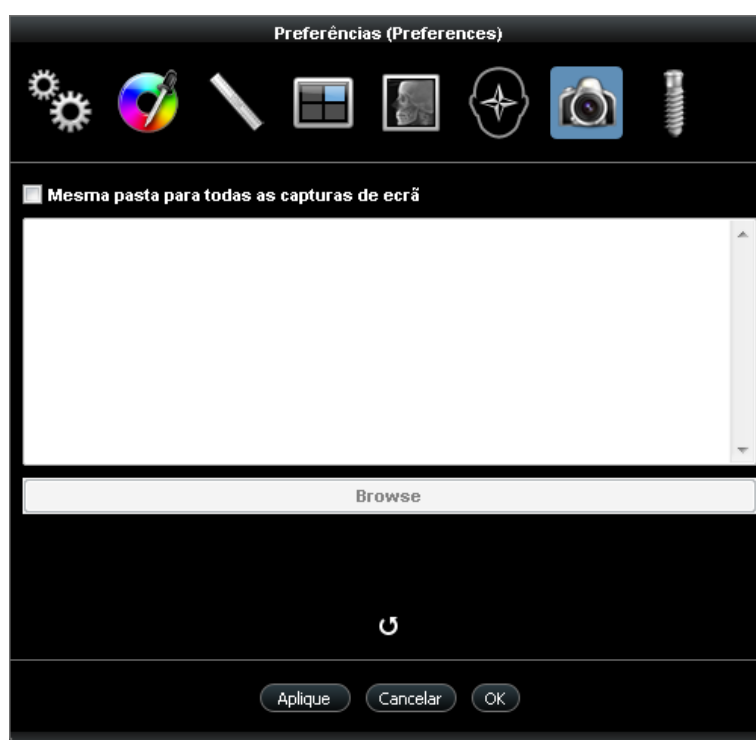 Preferências (Preferences)
Mesma pasta para todas as capturas de ecrã
Browse
Aplique Cancelar OK